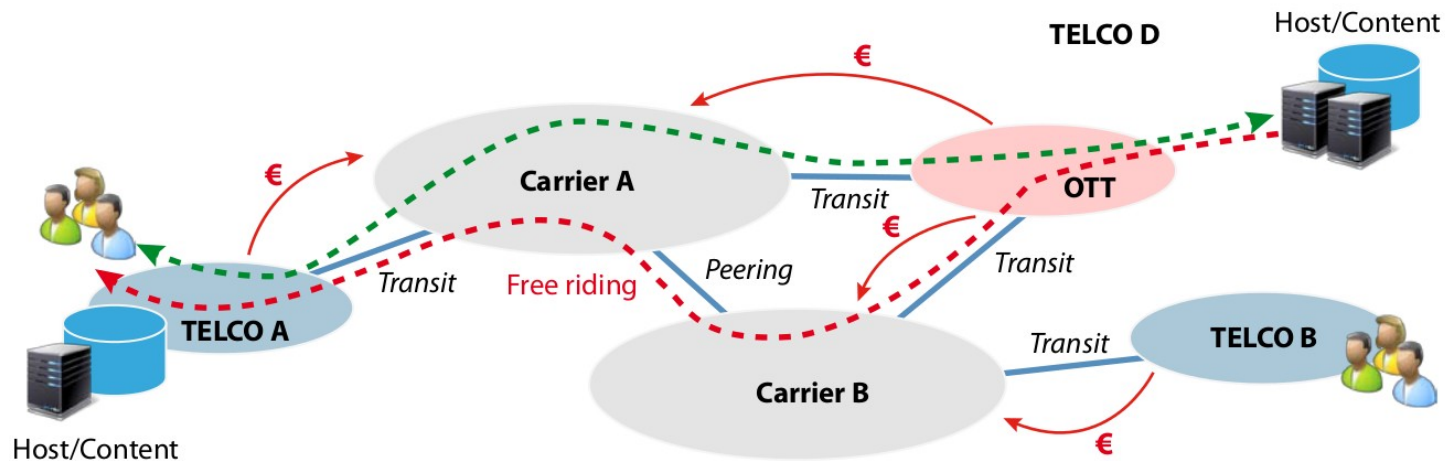 Host/Content
TELCO D
€
€
Carrier A
Transit
OTT
€
Transit
Free riding
Peering
Transit
TELCO A
Transit
TELCO B
Carrier B
€
Host/Content